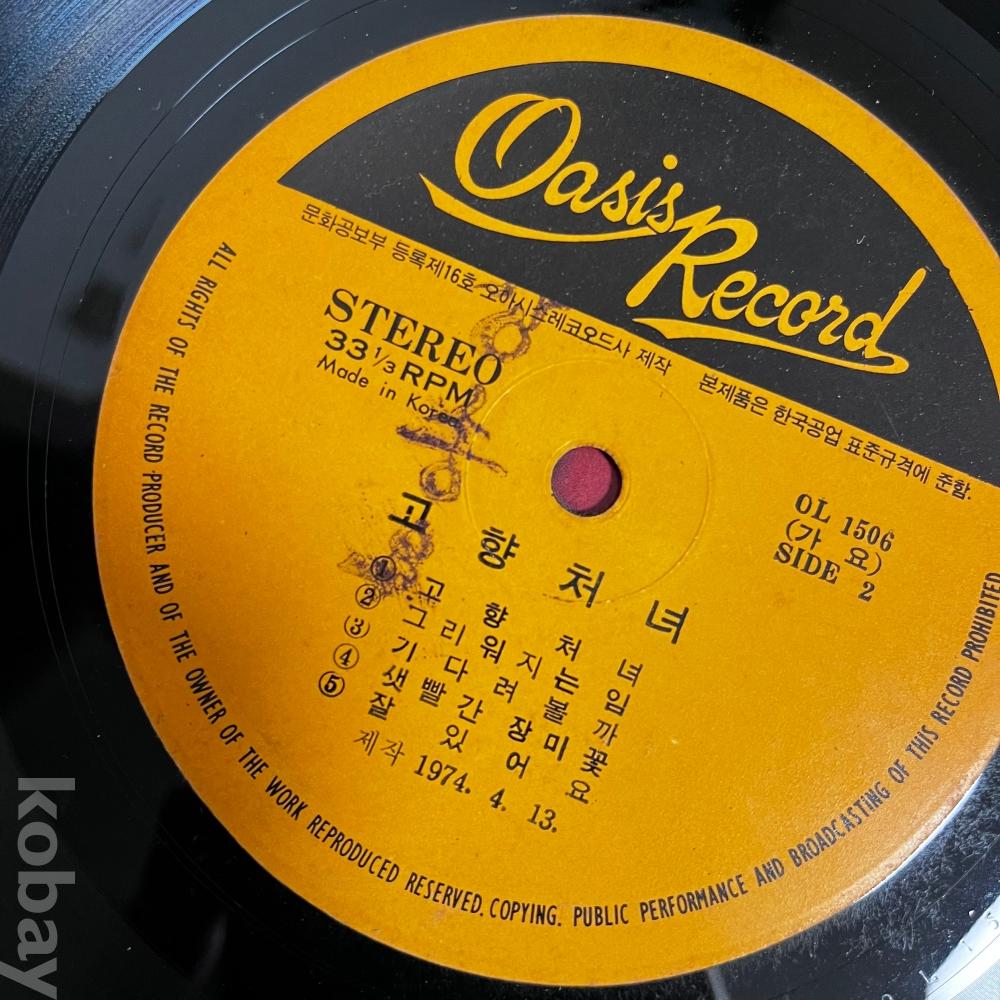 Oasis Record
문화공보부 등록제16호 오아시스레코오드사 제작 본제품은 한국공업 표준규격에 준함.
STEREO
33 1/3 RPM
Made in Korea
OL 1506
(가 요)
SIDE 2
고 향 처 녀
① 고 향 처 녀
② 그 리 워 지 는 임
③ 기 다 려 볼 까
④ 샛 빨 간 장 미 꽃
⑤ 잘 있 어 요
제작 1974. 4. 13.
ALL RIGHTS OF THE RECORD PRODUCER AND OF THE OWNER OF THE WORK REPRODUCED RESERVED. COPYING. PUBLIC PERFORMANCE AND BROADCASTING OF THIS RECORD PROHIBITED
kobay